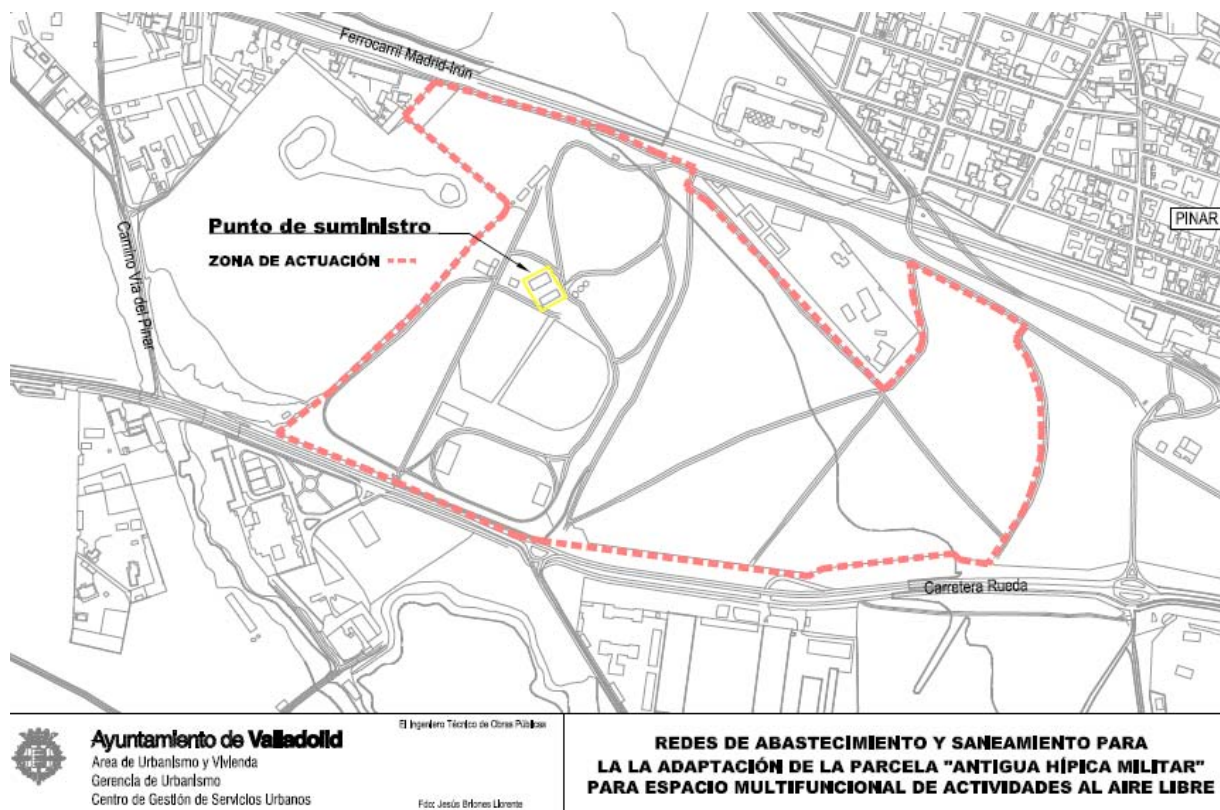 Ferrocarril Madrid-Irún
PINAR
Punto de suministro
ZONA DE ACTUACIÓN
Camino Vía del Pinar
Carretera Rueda
Ayuntamiento de Valladolid
Area de Urbanismo y Vivienda
Gerencia de Urbanismo
Centro de Gestión de Servicios Urbanos
El Ingeniero Técnico de Obras Públicas
Fdo: Jesús Briones Llorente
REDES DE ABASTECIMIENTO Y SANEAMIENTO PARA
LA LA ADAPTACIÓN DE LA PARCELA "ANTIGUA HÍPICA MILITAR"
PARA ESPACIO MULTIFUNCIONAL DE ACTIVIDADES AL AIRE LIBRE